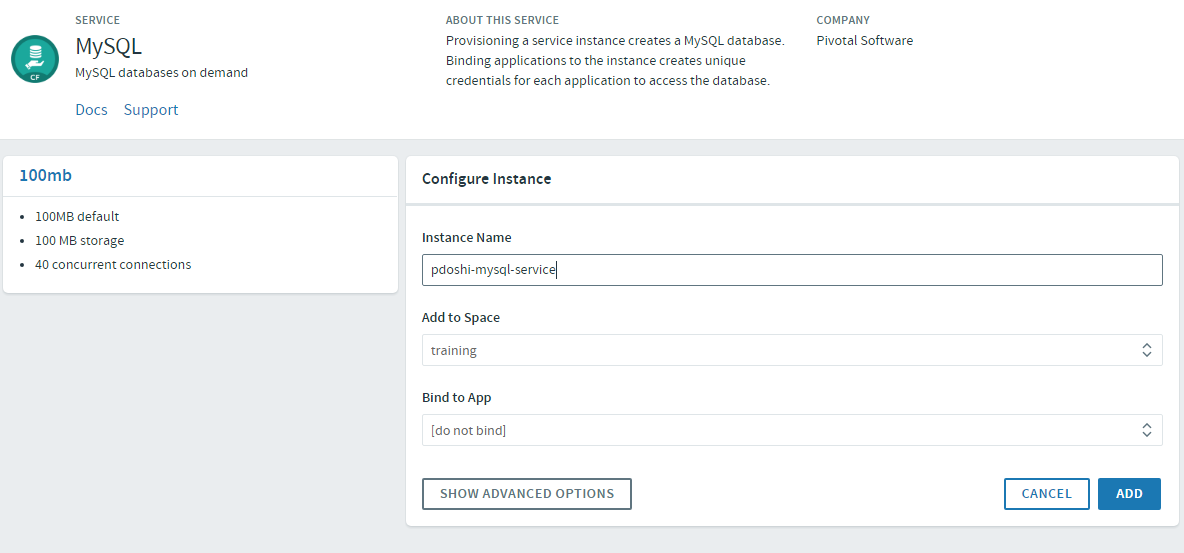 SERVICE
MySQL
MySQL databases on demand
Docs Support
ABOUT THIS SERVICE
Provisioning a service instance creates a MySQL database.
Binding applications to the instance creates unique
credentials for each application to access the database.
COMPANY
Pivotal Software
CF
100mb
100MB default
100 MB storage
40 concurrent connections
Configure Instance
Instance Name
pdoshi-mysql-service
Add to Space
training
Bind to App
[do not bind]
SHOW ADVANCED OPTIONS
CANCEL
ADD